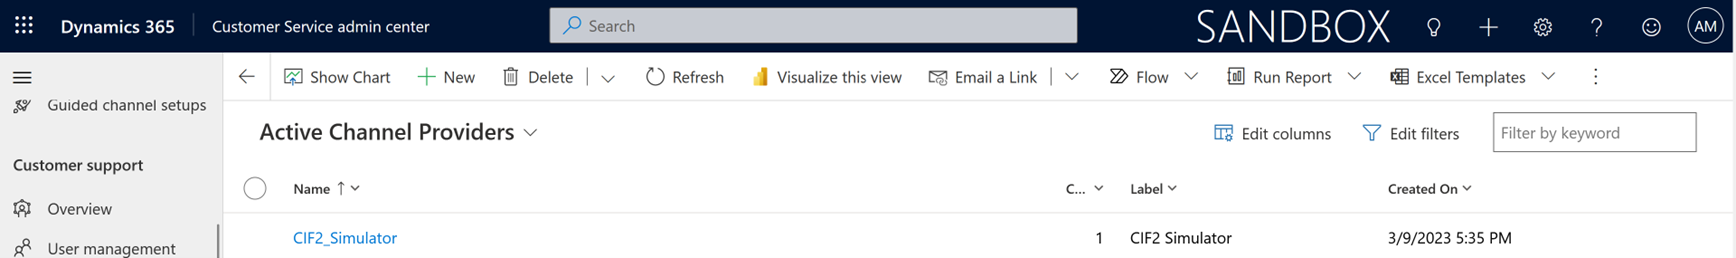 Dynamics 365 Customer Service admin center Search SANDBOX AM
Show Chart New Delete Refresh Visualize this view Email a Link Flow Run Report Excel Templates
Guided channel setups
Active Channel Providers Edit columns Edit filters Filter by keyword
Customer support
Name C... Label Created On
Overview
CIF2_Simulator 1 CIF2 Simulator 3/9/2023 5:35 PM
User management